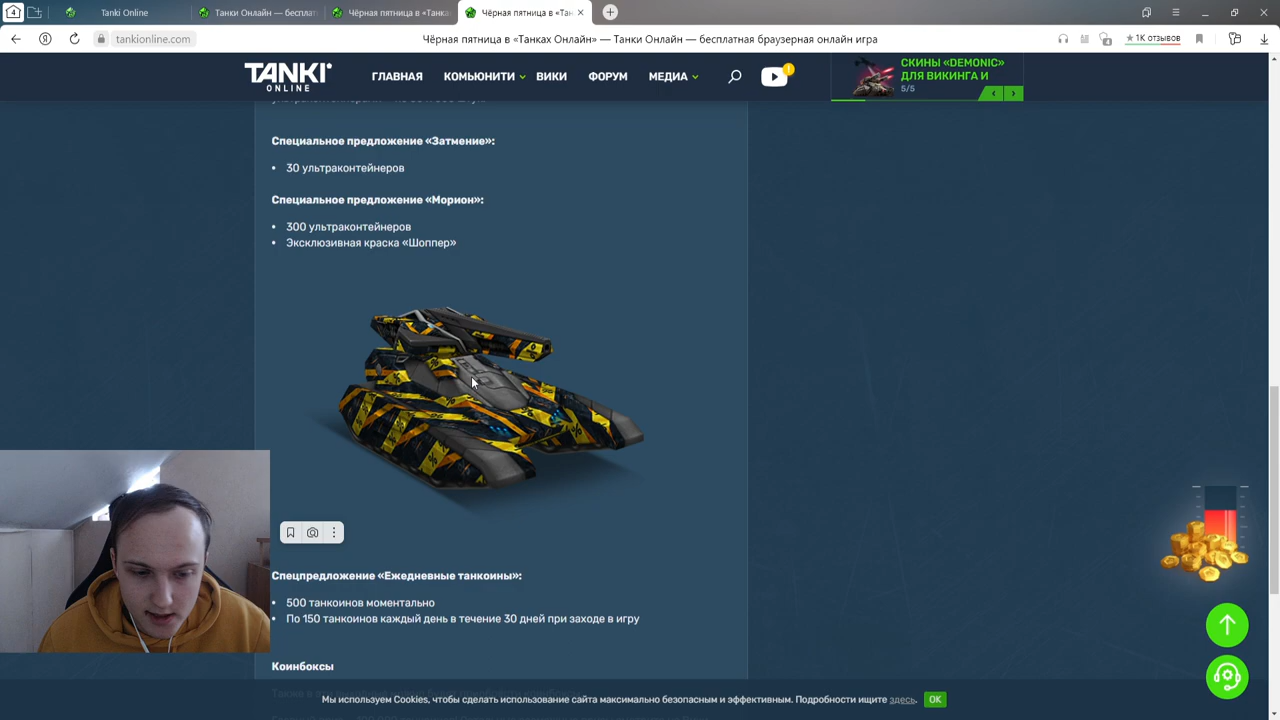 4
Tanki Online
Танки Онлайн — бесплат
Чёрная пятница в «Танка
Чёрная пятница в «Тан
tankionline.com
Чёрная пятница в «Танках Онлайн» — Танки Онлайн — бесплатная браузерная онлайн игра
★ 1K отзывов
TANKI
ONLINE
ГЛАВНАЯ
КОМЬЮНИТИ
ВИКИ
ФОРУМ
МЕДИА
СКИНЫ «DEMONIC»
ДЛЯ ВИКИНГА И
5/5
Специальное предложение «Затмение»:
• 30 ультраконтейнеров
Специальное предложение «Морион»:
• 300 ультраконтейнеров
• Эксклюзивная краска «Шоппер»
Спецпредложение «Ежедневные танкоины»:
• 500 танкоинов моментально
• По 150 танкоинов каждый день в течение 30 дней при заходе в игру
Коинбоксы
Мы используем Cookies, чтобы сделать использование сайта максимально безопасным и эффективным. Подробности ищите здесь.
OK